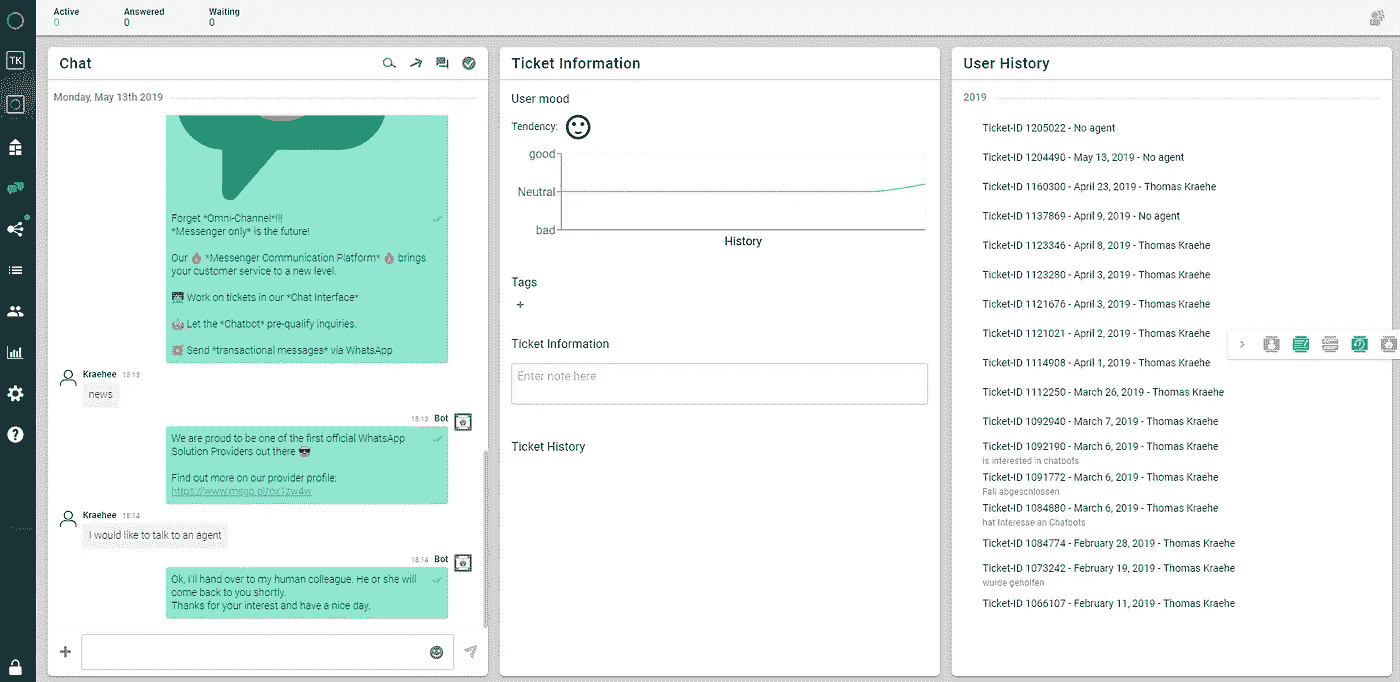 Active
0
Answered
0
Waiting
0
TK
Chat
Monday, May 13th 2019
Forget *Omni-Channel*!!!
*Messenger only* is the future!
Our *Messenger Communication Platform* brings
your customer service to a new level.
Work on tickets in our *Chat Interface*
Let the *Chatbot* pre-qualify inquiries.
Send *transactional messages* via WhatsApp
Kraehee 18:13
news
18:13 Bot
We are proud to be one of the first official WhatsApp
Solution Providers out there
Find out more on our provider profile:
Kraehee 18:14
I would like to talk to an agent
18:14 Bot
Ok, I'll hand over to my human colleague. He or she will
come back to you shortly.
Thanks for your interest and have a nice day.
Ticket Information
User mood
Tendency:
good
Neutral
bad
History
Tags
+
Ticket Information
Enter note here
Ticket History
User History
2019
Ticket-ID 1205022 - No agent
Ticket-ID 1204490 - May 13, 2019 - No agent
Ticket-ID 1160300 - April 23, 2019 - Thomas Kraehe
Ticket-ID 1137869 - April 9, 2019 - No agent
Ticket-ID 1123346 - April 8, 2019 - Thomas Kraehe
Ticket-ID 1123280 - April 3, 2019 - Thomas Kraehe
Ticket-ID 1121676 - April 3, 2019 - Thomas Kraehe
Ticket-ID 1121021 - April 2, 2019 - Thomas Kraehe
Ticket-ID 1114908 - April 1, 2019 - Thomas Kraehe
Ticket-ID 1112250 - March 26, 2019 - Thomas Kraehe
Ticket-ID 1092940 - March 7, 2019 - Thomas Kraehe
Ticket-ID 1092190 - March 6, 2019 - Thomas Kraehe
is interested in chatbots
Ticket-ID 1091772 - March 6, 2019 - Thomas Kraehe
Fall abgeschlossen
Ticket-ID 1084880 - March 6, 2019 - Thomas Kraehe
hat Interesse an Chatbots
Ticket-ID 1084774 - February 28, 2019 - Thomas Kraehe
Ticket-ID 1073242 - February 19, 2019 - Thomas Kraehe
wurde geholfen
Ticket-ID 1066107 - February 11, 2019 - Thomas Kraehe